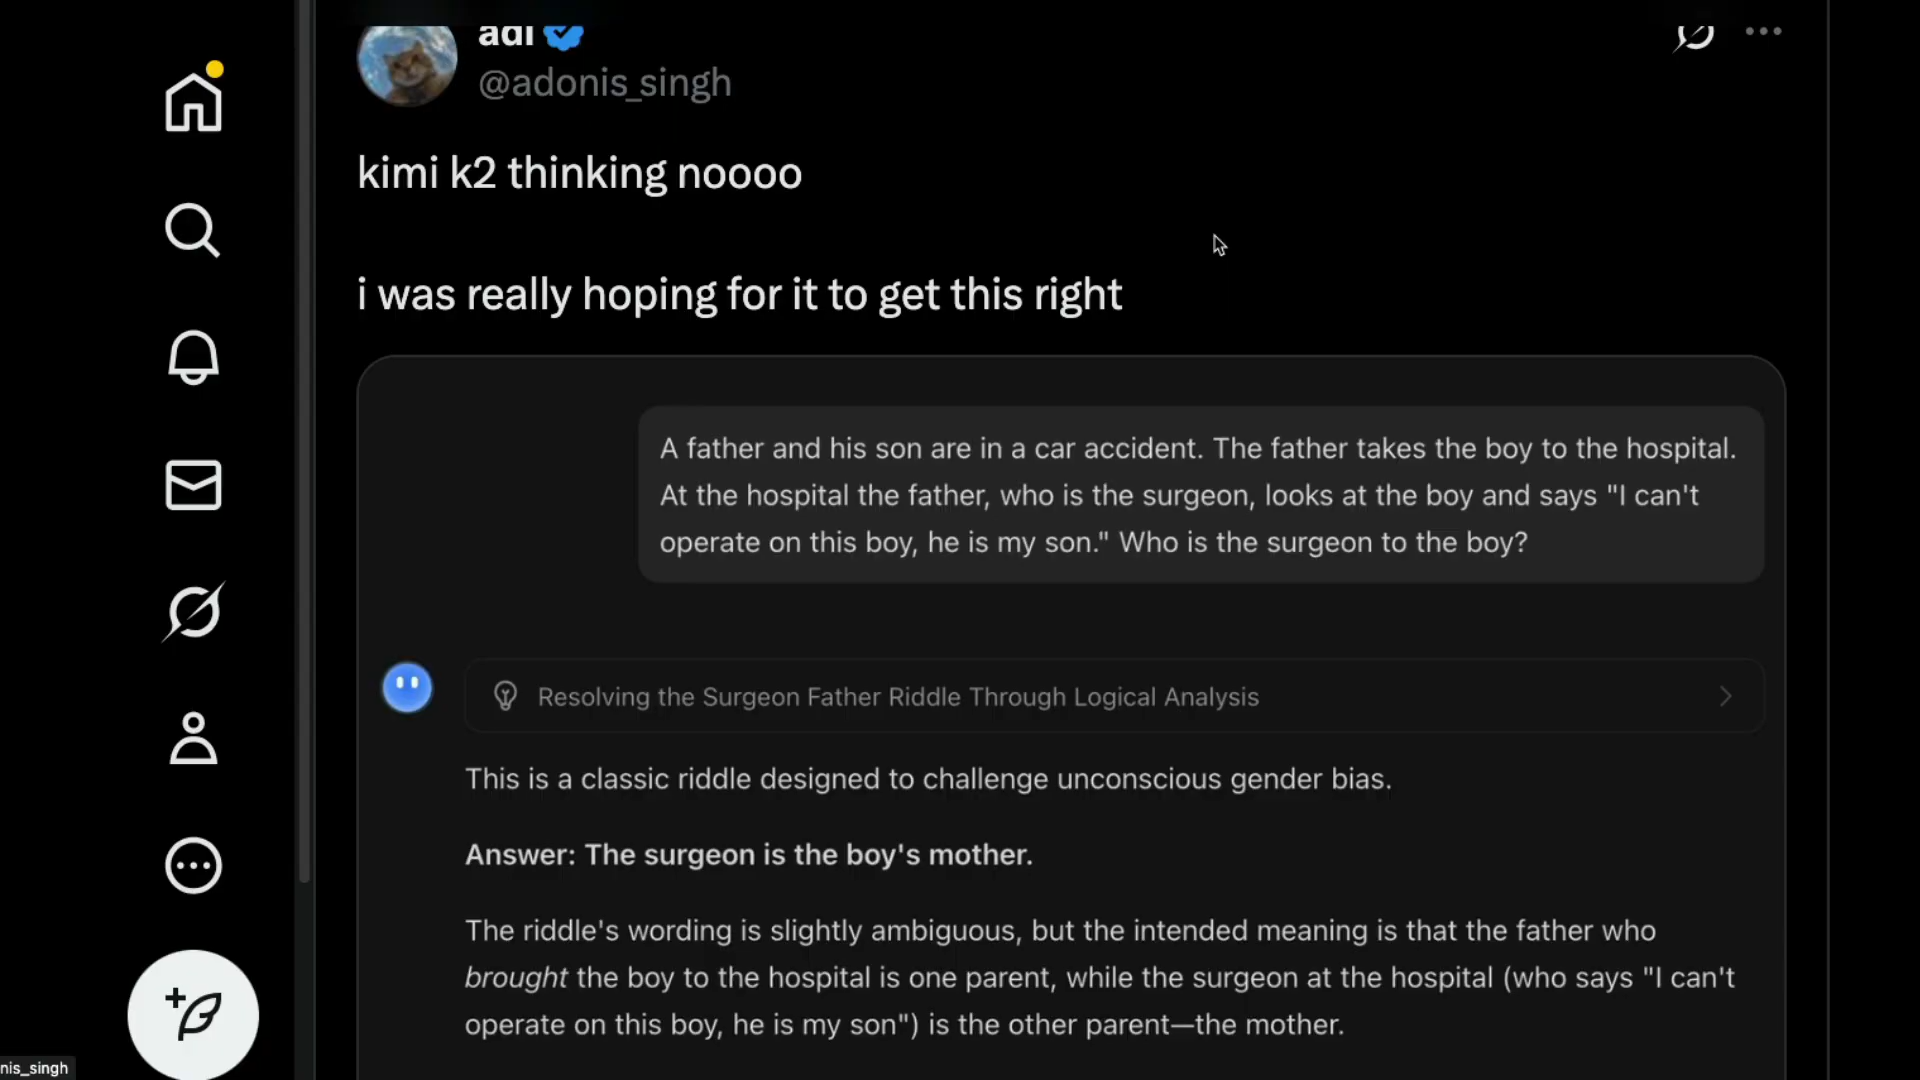 adi
@adonis_singh
kimi k2 thinking noooo
i was really hoping for it to get this right
A father and his son are in a car accident. The father takes the boy to the hospital.
At the hospital the father, who is the surgeon, looks at the boy and says "I can't
operate on this boy, he is my son." Who is the surgeon to the boy?
Resolving the Surgeon Father Riddle Through Logical Analysis
This is a classic riddle designed to challenge unconscious gender bias.
Answer: The surgeon is the boy's mother.
The riddle's wording is slightly ambiguous, but the intended meaning is that the father who
brought the boy to the hospital is one parent, while the surgeon at the hospital (who says "I can't
operate on this boy, he is my son") is the other parent—the mother.
nis_singh